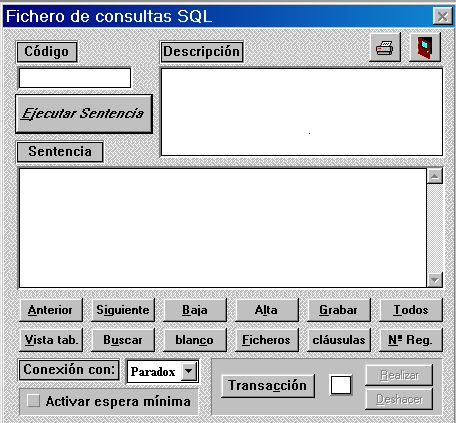 Fichero de consultas SQL
Código
Descripción
Ejecutar Sentencía
Sentencia
Anterior Siguiente Baja Alta Grabar Todos
Vista tab. Buscar blanco Ficheros cláusulas Nº Reg.
Conexión con: Paradox
Transacción
Realizar
Activar espera mínima
Deshacer